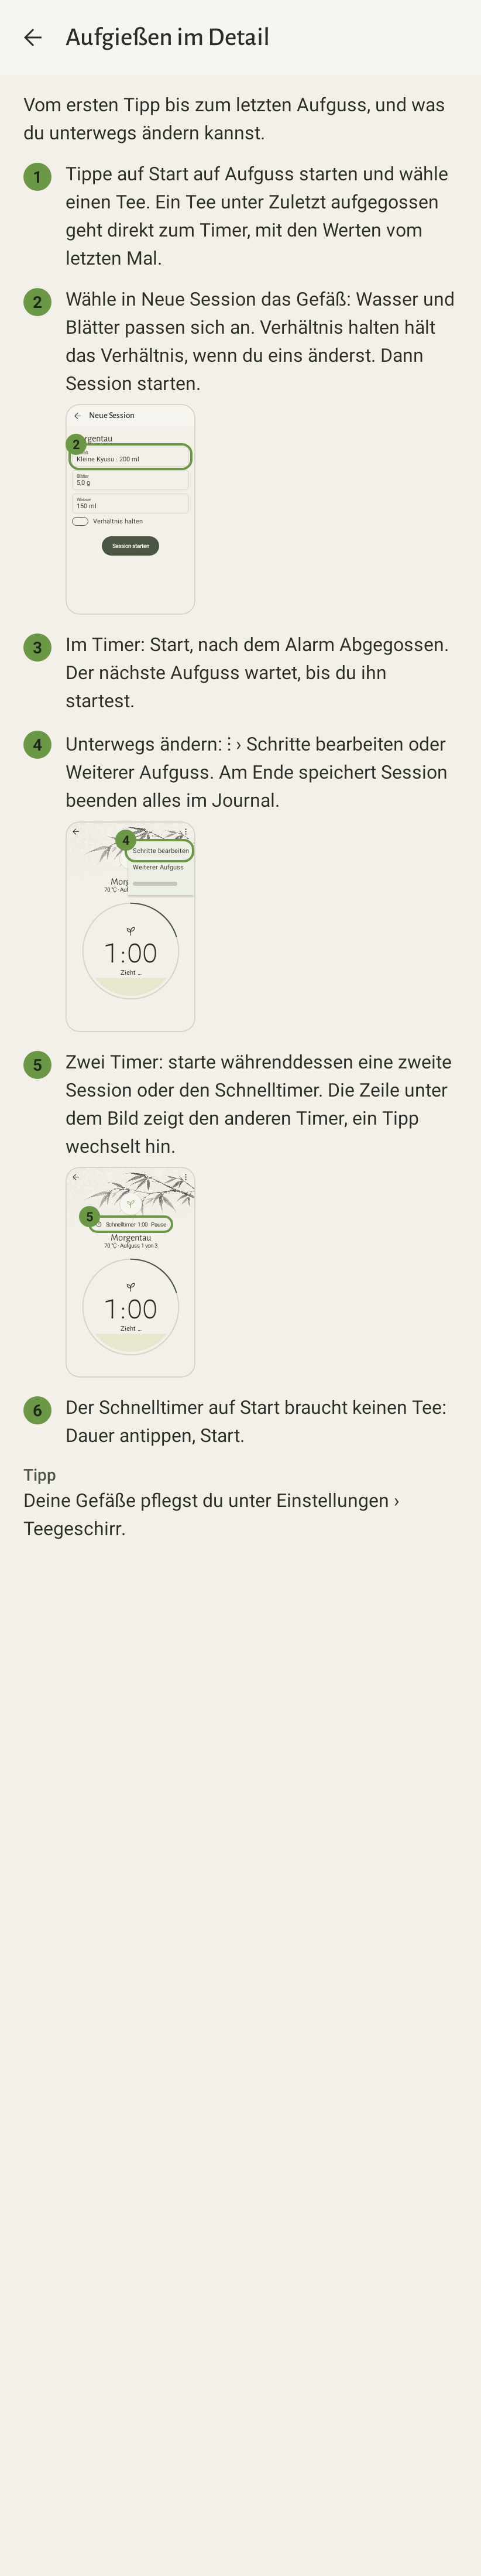 Aufgießen im Detail
Vom ersten Tipp bis zum letzten Aufguss, und was
du unterwegs ändern kannst.
1 Tippe auf Start auf Aufguss starten und wähle
einen Tee. Ein Tee unter Zuletzt aufgegossen
geht direkt zum Timer, mit den Werten vom
letzten Mal.
2 Wähle in Neue Session das Gefäß: Wasser und
Blätter passen sich an. Verhältnis halten hält
das Verhältnis, wenn du eins änderst. Dann
Session starten.
Neue Session
2
Kleine Kyusu · 200 ml
Blätter
5,0 g
Wasser
150 ml
Verhältnis halten
Session starten
3 Im Timer: Start, nach dem Alarm Abgegossen.
Der nächste Aufguss wartet, bis du ihn
startest.
4 Unterwegs ändern: ⋮ › Schritte bearbeiten oder
Weiterer Aufguss. Am Ende speichert Session
beenden alles im Journal.
4
Schritte bearbeiten
Weiterer Aufguss
70 °C
1:00
Zieht …
5 Zwei Timer: starte währenddessen eine zweite
Session oder den Schnelltimer. Die Zeile unter
dem Bild zeigt den anderen Timer, ein Tipp
wechselt hin.
5
Schnelltimer 1:00 Pause
Morgentau
70 °C · Aufguss 1 von 3
1:00
Zieht …
6 Der Schnelltimer auf Start braucht keinen Tee:
Dauer antippen, Start.
Tipp
Deine Gefäße pflegst du unter Einstellungen ›
Teegeschirr.